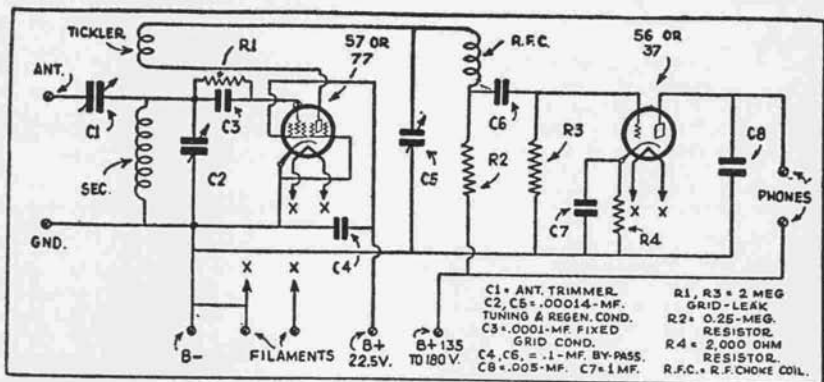 TICKLER
R1
57 OR
77
R.F.C.
56 OR
37
ANT.
C1
C3
C6
R3
C8
SEC.
C2
C5
R2
PHONES
X X
C7
X X
R4
GND.
C4
X X
B-
FILAMENTS
B+
22.5V.
B+135
TO 180 V.
C1= ANT. TRIMMER
C2, C5= .00014-MF.
TUNING & REGEN. COND.
C3= .0001-MF. FIXED
GRID COND.
C4, C6, = .1-MF. BY-PASS.
C8= .005-MF. C7= 1 MF.
R1, R3= 2 MEG
GRID-LEAK
R2= 0.25-MEG.
RESISTOR
R4= 2,000 OHM
RESISTOR.
R.F.C.= R.F. CHOKE COIL.